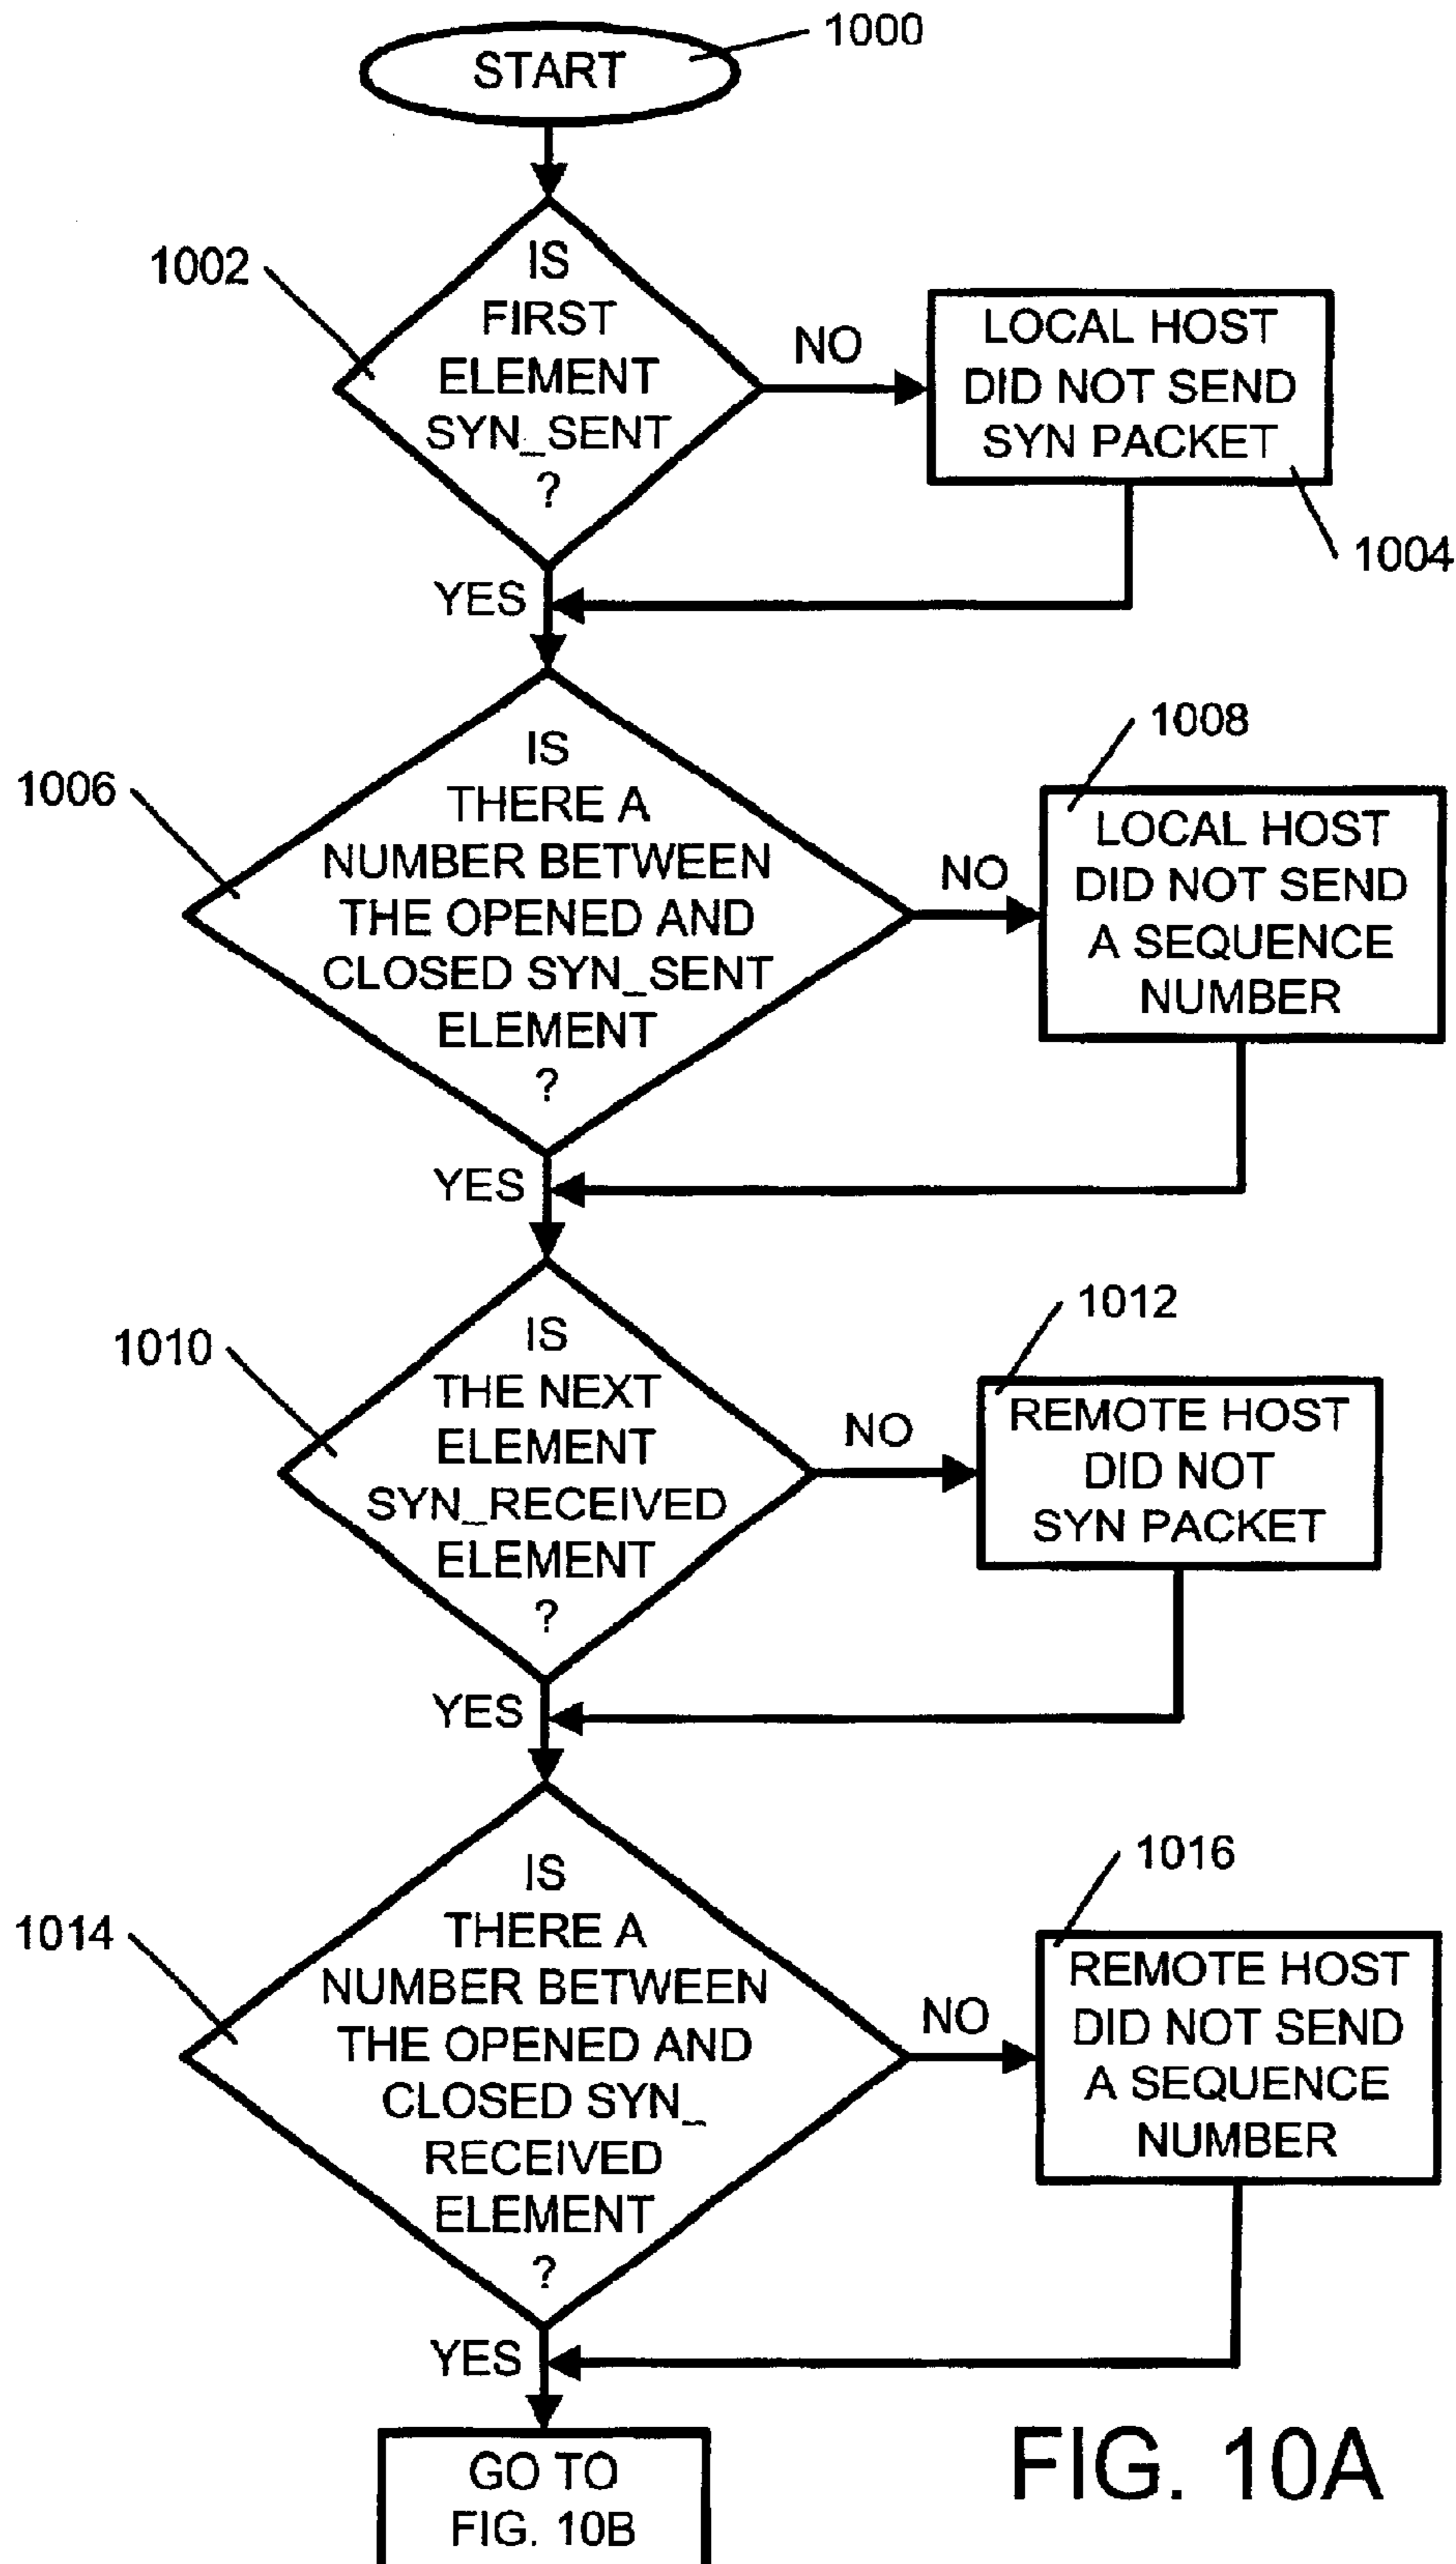 1000
START
1002
IS
FIRST
ELEMENT
SYN_SENT
?
NO
LOCAL HOST
DID NOT SEND
SYN PACKET
1004
YES
1006
IS
THERE A
NUMBER BETWEEN
THE OPENED AND
CLOSED SYN_SENT
ELEMENT
?
NO
1008
LOCAL HOST
DID NOT SEND
A SEQUENCE
NUMBER
YES
1010
IS
THE NEXT
ELEMENT
SYN_RECEIVED
ELEMENT
?
NO
1012
REMOTE HOST
DID NOT
SYN PACKET
YES
1014
IS
THERE A
NUMBER BETWEEN
THE OPENED AND
CLOSED SYN_
RECEIVED
ELEMENT
?
NO
1016
REMOTE HOST
DID NOT SEND
A SEQUENCE
NUMBER
YES
GO TO
FIG. 10B
FIG. 10A